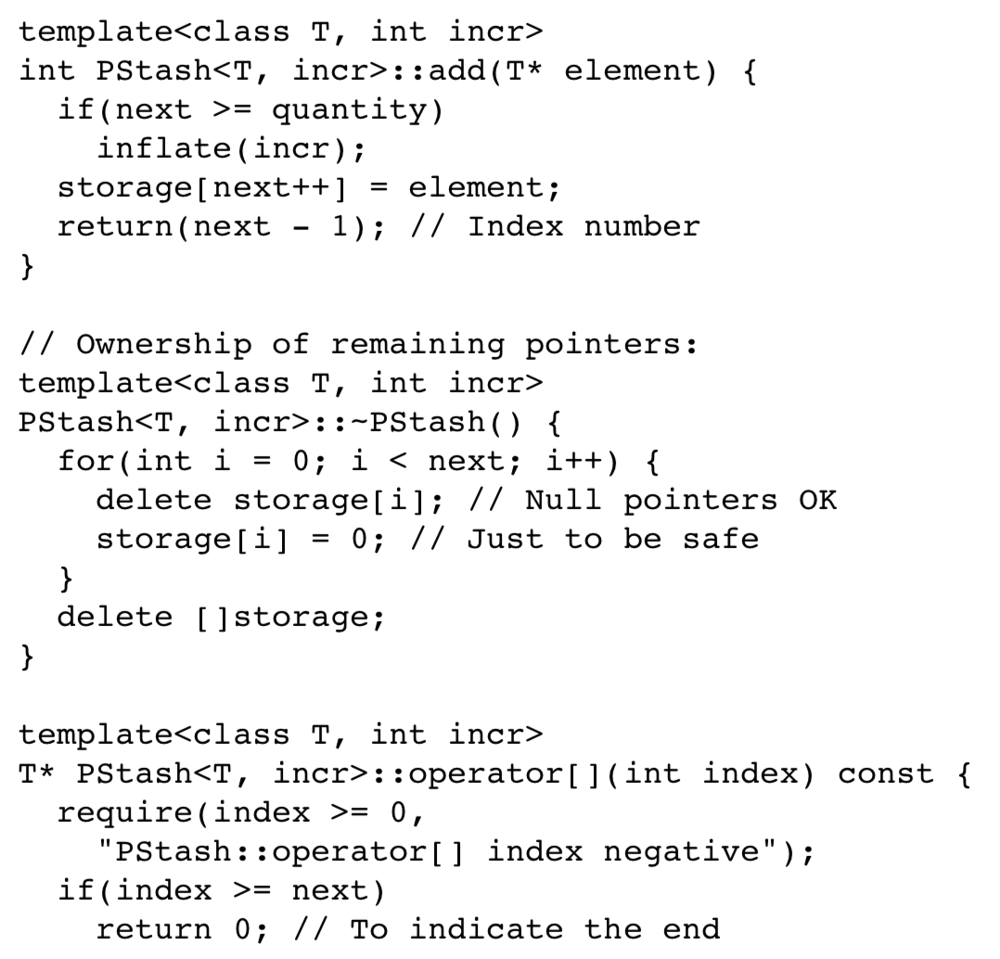 template<class T, int incr>
int PStash<T, incr>::add(T* element) {
  if(next >= quantity)
    inflate(incr);
  storage[next++] = element;
  return(next - 1); // Index number
}

// Ownership of remaining pointers:
template<class T, int incr>
PStash<T, incr>::~PStash() {
  for(int i = 0; i < next; i++) {
    delete storage[i]; // Null pointers OK
    storage[i] = 0; // Just to be safe
  }
  delete []storage;
}

template<class T, int incr>
T* PStash<T, incr>::operator[](int index) const {
  require(index >= 0,
    "PStash::operator[] index negative");
  if(index >= next)
    return 0; // To indicate the end